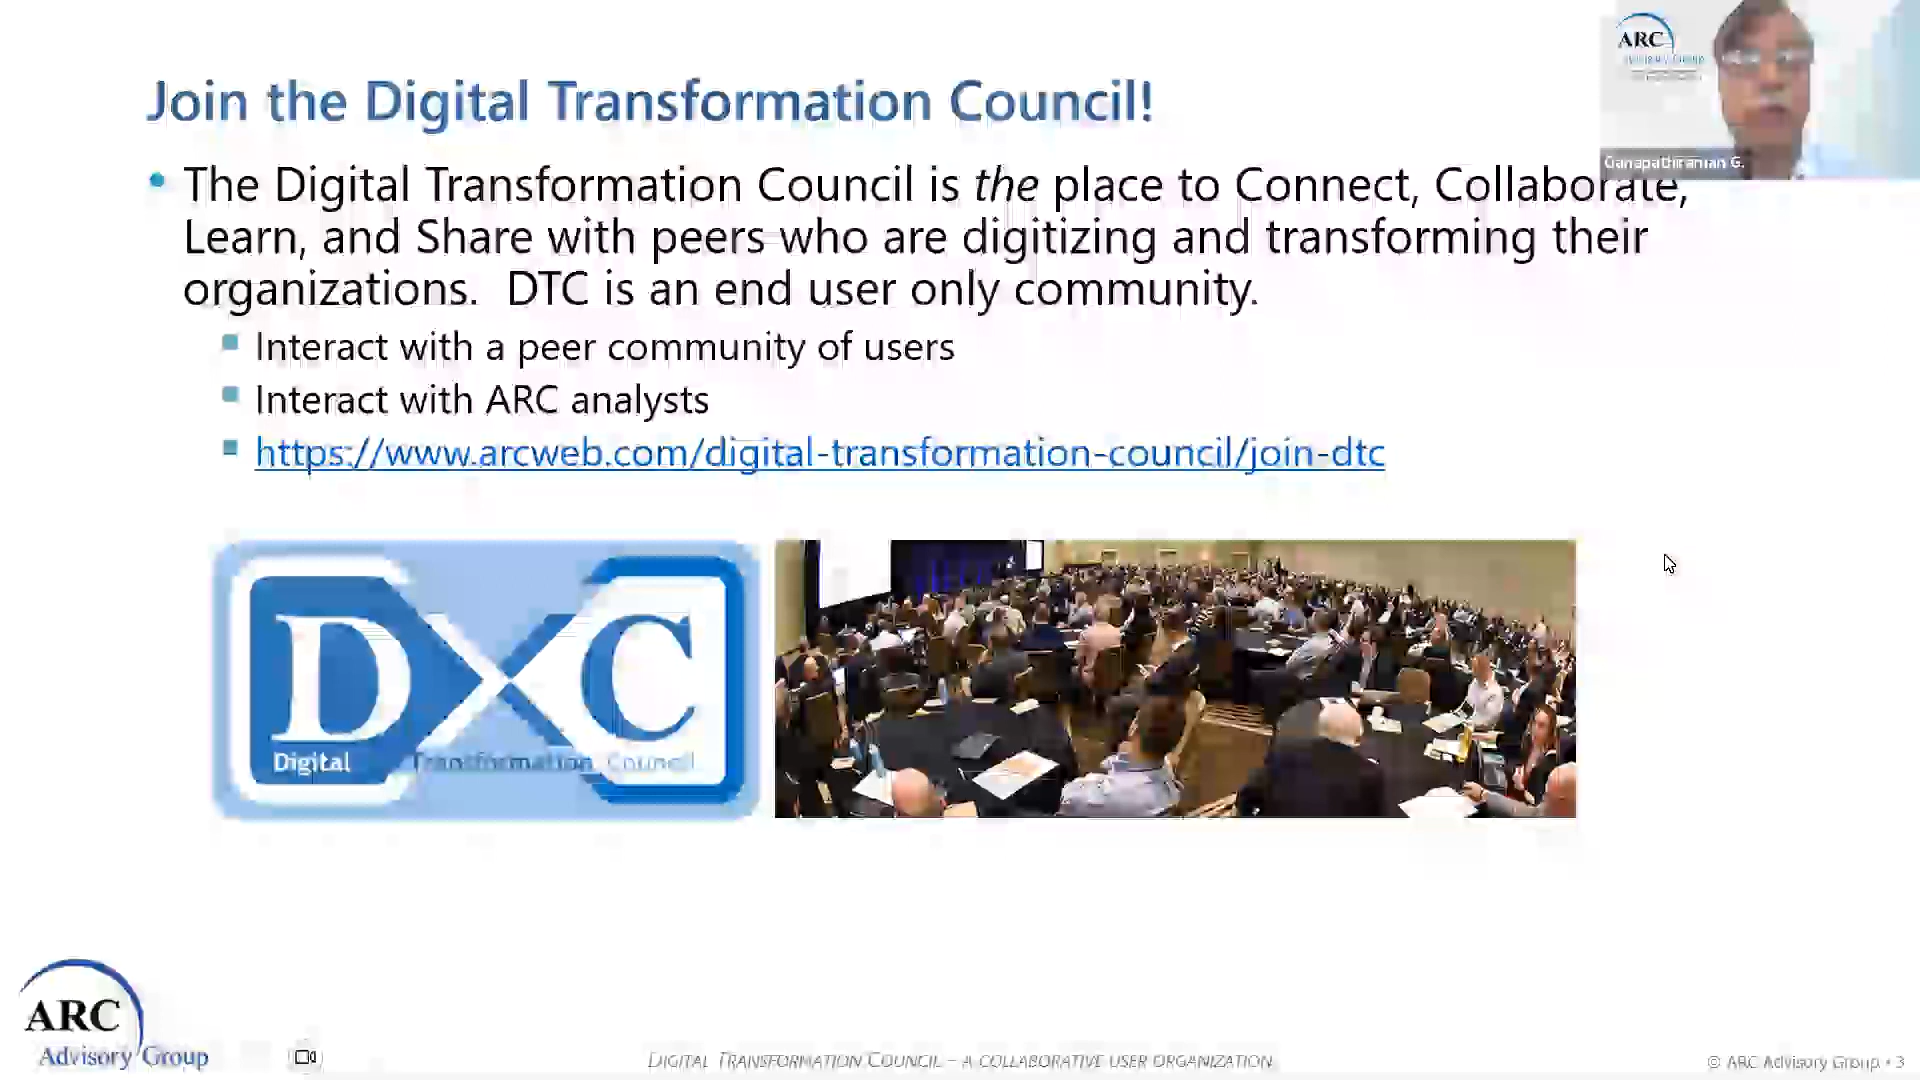 ARC
Join the Digital Transformation Council!
Ganapathiraman G.
• The Digital Transformation Council is the place to Connect, Collaborate,
Learn, and Share with peers who are digitizing and transforming their
organizations. DTC is an end user only community.
Interact with a peer community of users
Interact with ARC analysts
https://www.arcweb.com/digital-transformation-council/join-dtc
DXC
Digital Transformation Council
ARC
Advisory Group
DIGITAL TRANSFORMATION COUNCIL – A COLLABORATIVE USER ORGANIZATION
© ARC Advisory Group • 3